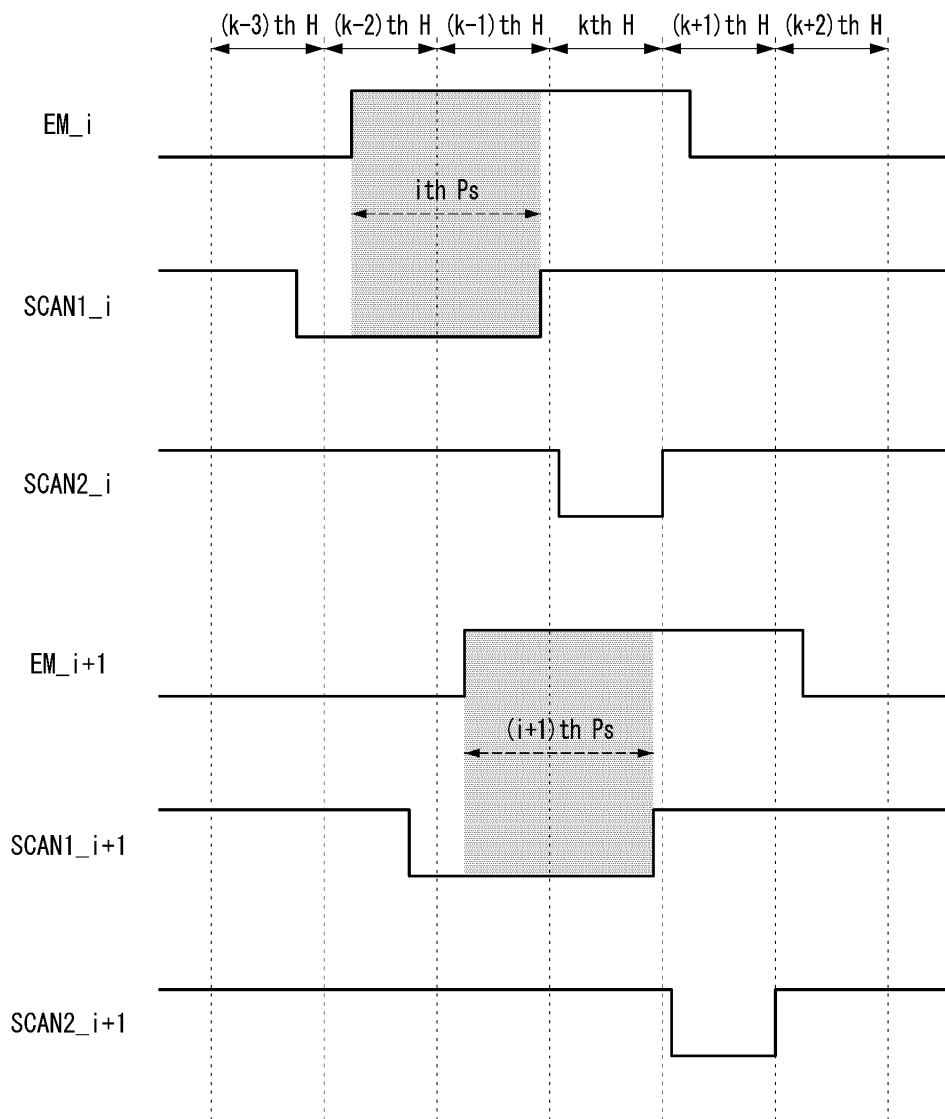 (k-3)th H (k-2)th H (k-1)th H kth H (k+1)th H (k+2)th H
EM_i
ith Ps
SCAN1_i
SCAN2_i
EM_i+1
(i+1)th Ps
SCAN1_i+1
SCAN2_i+1